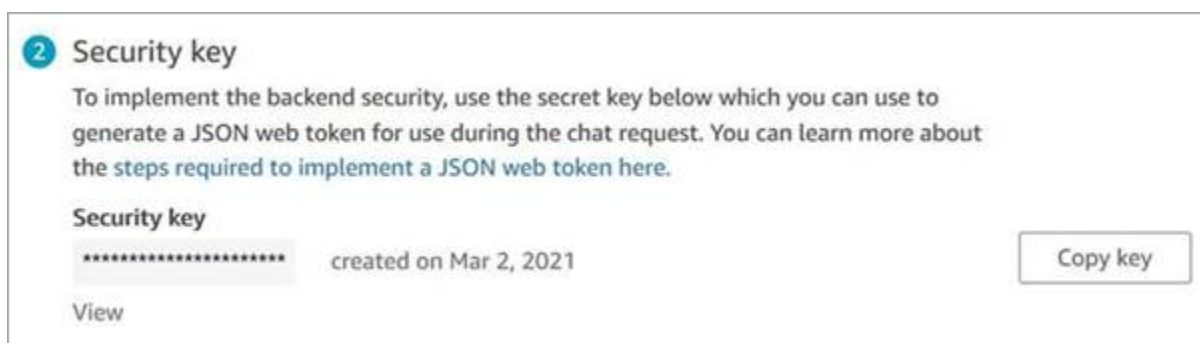 2 Security key
To implement the backend security, use the secret key below which you can use to
generate a JSON web token for use during the chat request. You can learn more about
the steps required to implement a JSON web token here.
Security key
********************** created on Mar 2, 2021 Copy key
View